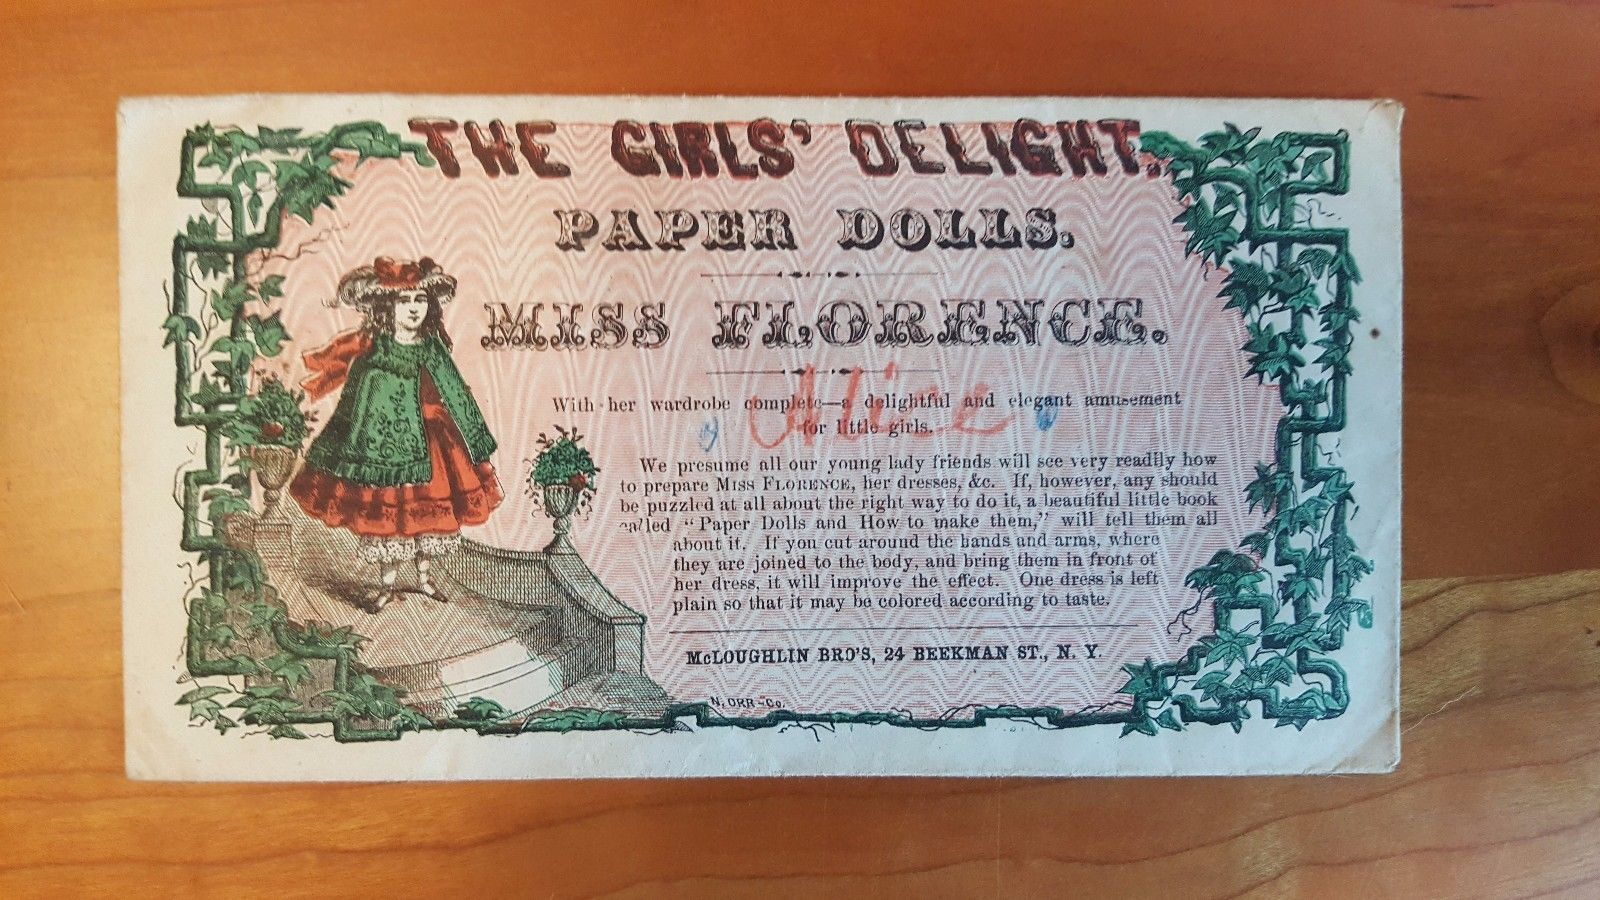 THE GIRLS' DELIGHT.
PAPER DOLLS.
MISS FLORENCE.
Alice
With her wardrobe complete—a delightful and elegant amusement
for little girls.
We presume all our young lady friends will see very readily how
to prepare MISS FLORENCE, her dresses, &c. If, however, any should
be puzzled at all about the right way to do it, a beautiful little book
called "Paper Dolls and How to make them," will tell them all
about it. If you cut around the hands and arms, where
they are joined to the body, and bring them in front of
her dress, it will improve the effect. One dress is left
plain so that it may be colored according to taste.
McLOUGHLIN BRO'S, 24 BEEKMAN ST., N. Y.
N. ORR - Co.